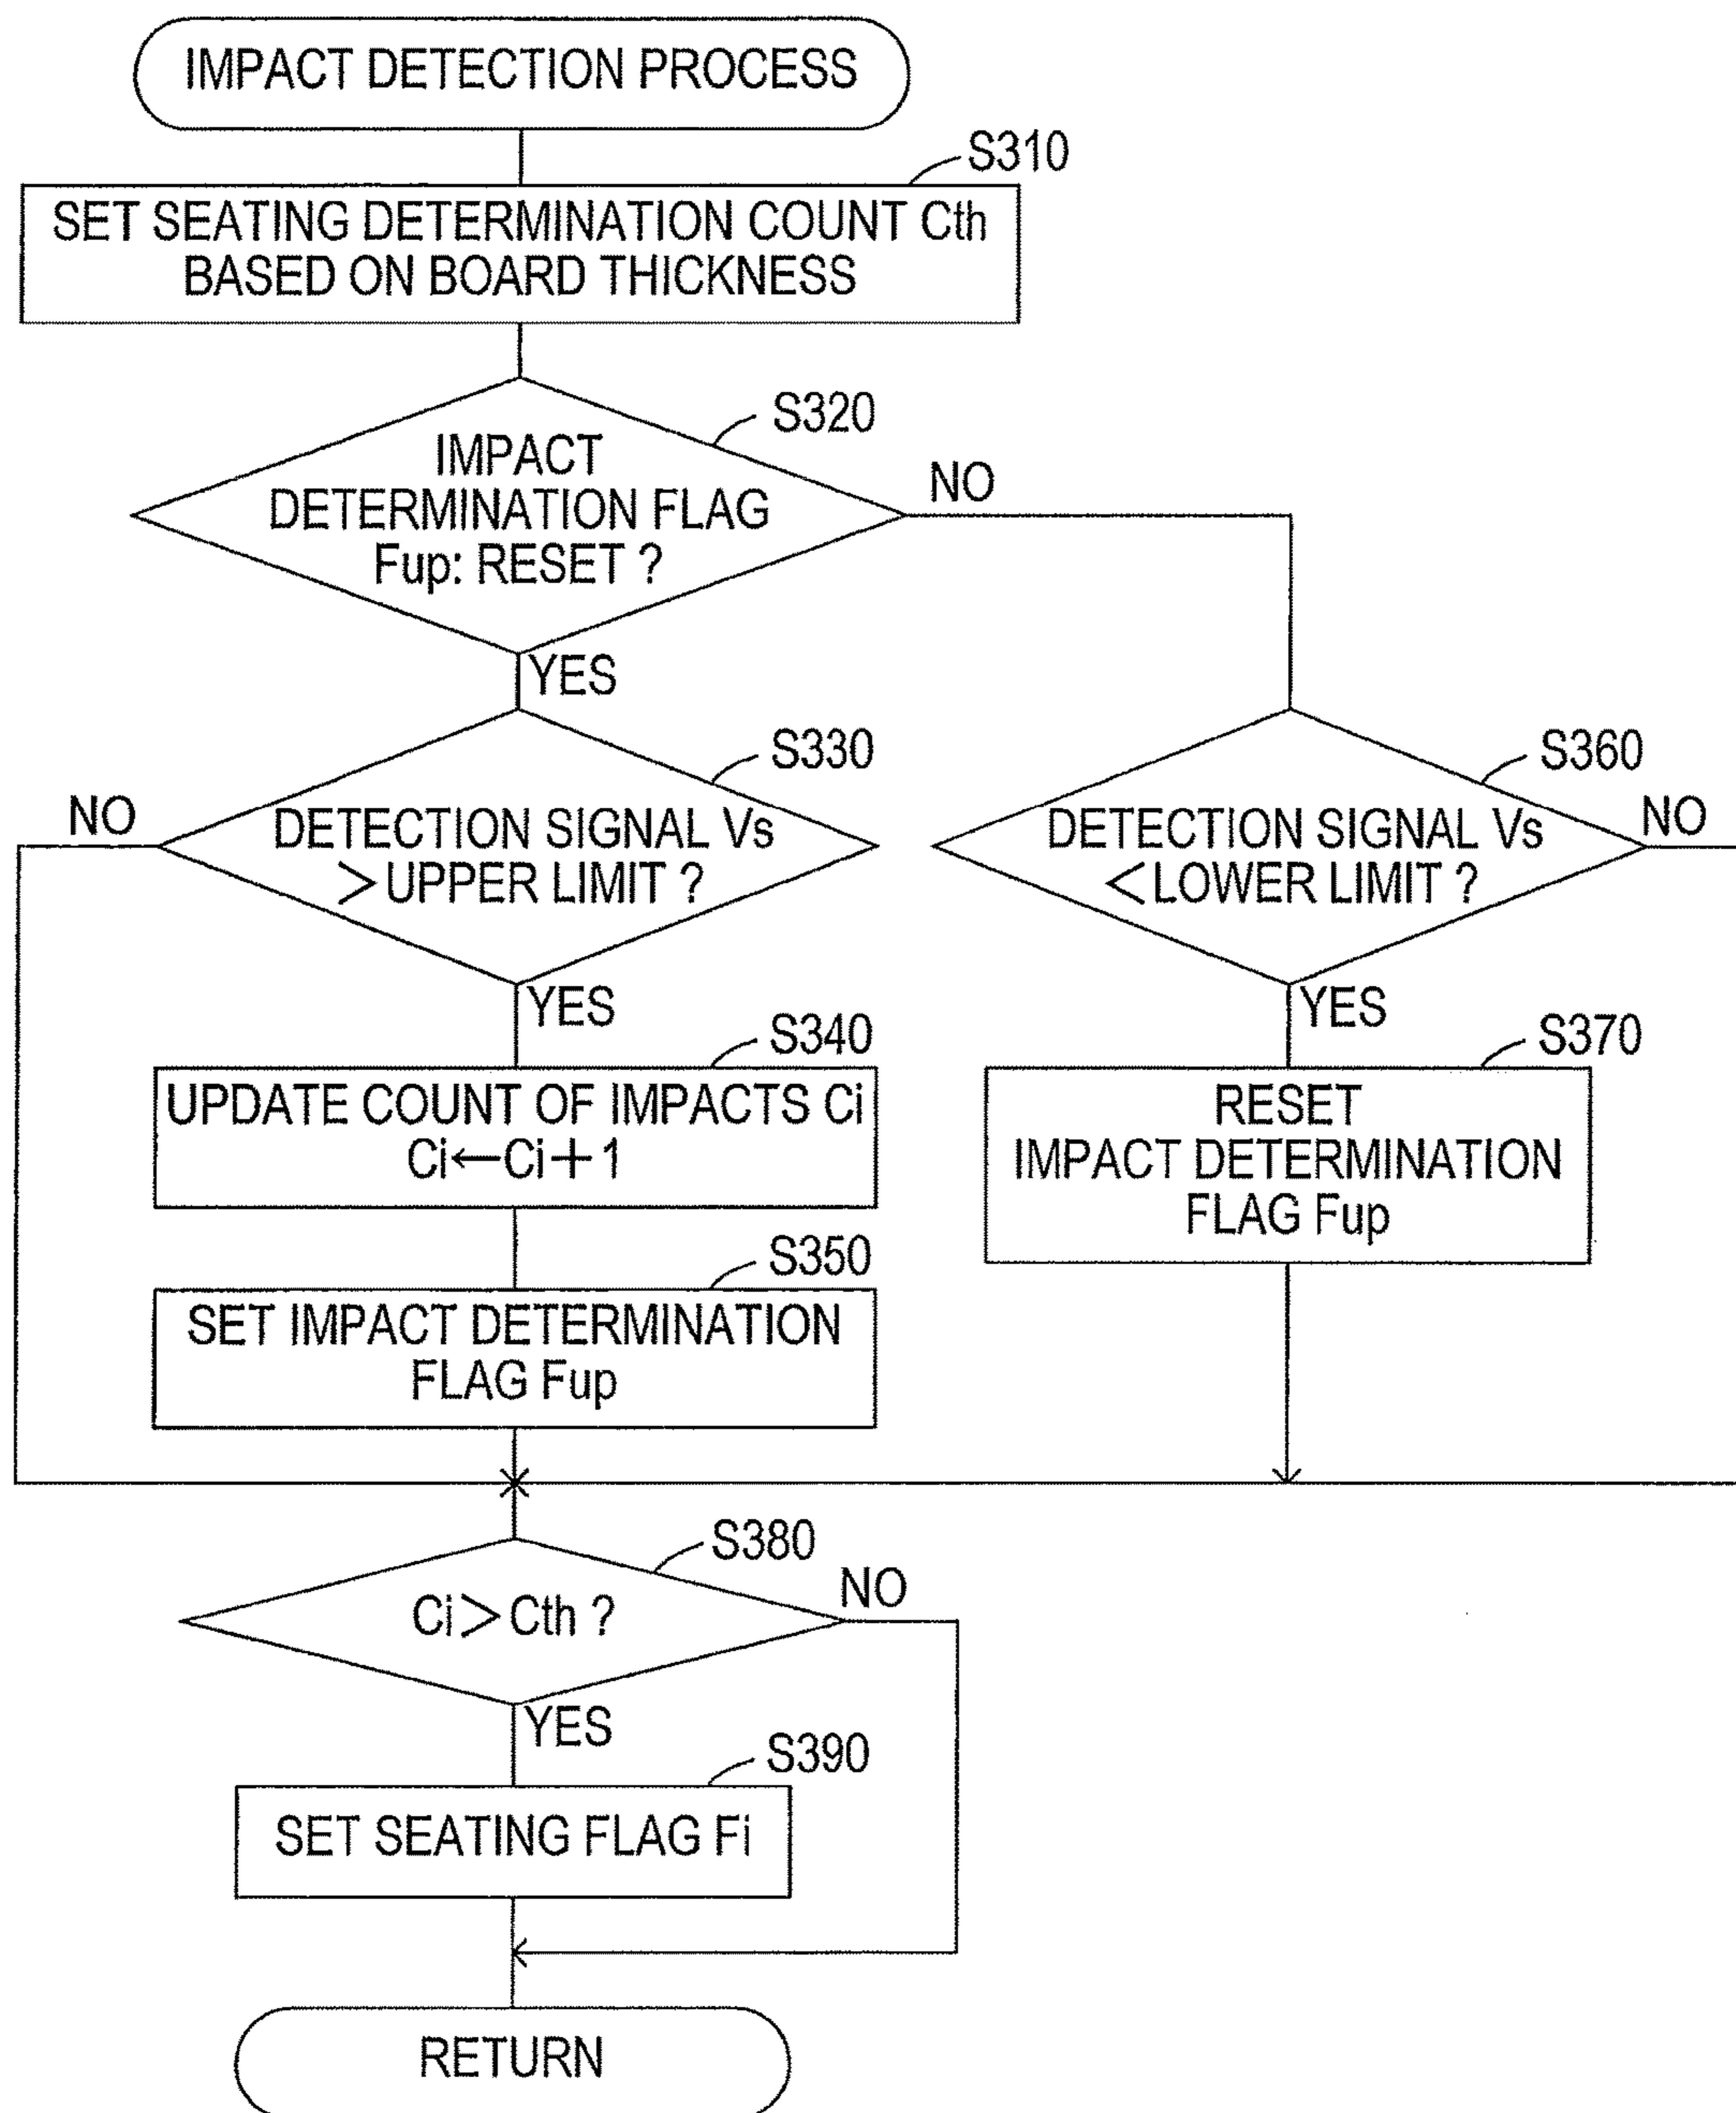 IMPACT DETECTION PROCESS
S310
SET SEATING DETERMINATION COUNT Cth
BASED ON BOARD THICKNESS
S320
IMPACT
DETERMINATION FLAG
Fup: RESET ?
NO
YES
S330
NO
DETECTION SIGNAL Vs
>UPPER LIMIT ?
YES
S360
DETECTION SIGNAL Vs
<LOWER LIMIT ?
NO
YES
S340
UPDATE COUNT OF IMPACTS Ci
Ci←Ci+1
S370
RESET
IMPACT DETERMINATION
FLAG Fup
S350
SET IMPACT DETERMINATION
FLAG Fup
S380
Ci>Cth ?
NO
YES
S390
SET SEATING FLAG Fi
RETURN